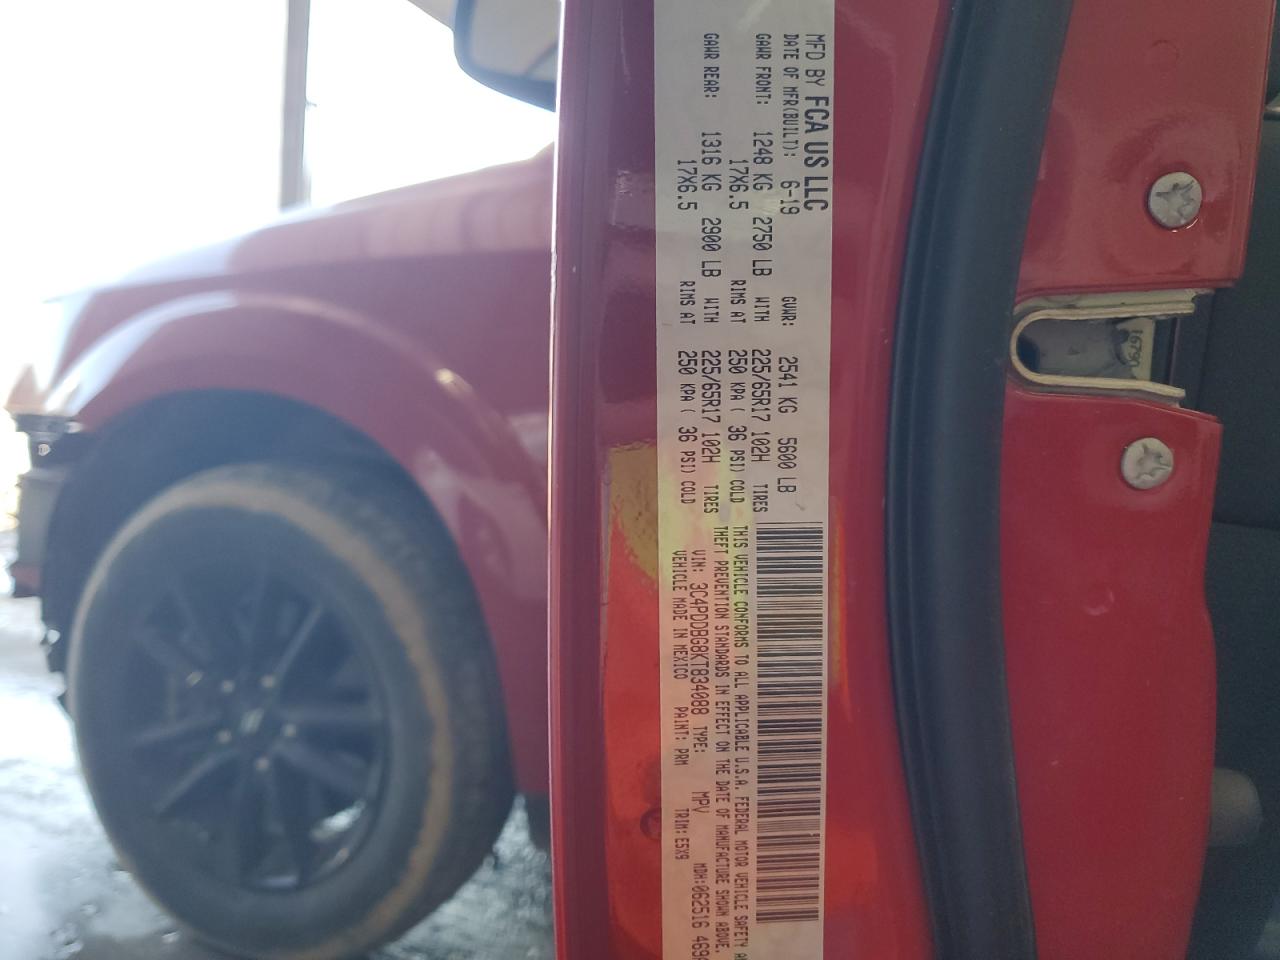 MFD BY FCA US LLC
DATE OF MFR(BUILT): 6-19 GVWR: 2541 KG 5600 LB
GAWR FRONT: 1248 KG 2750 LB WITH 225/65R17 102H TIRES
17X6.5 RIMS AT 250 KPA ( 36 PSI) COLD
GAWR REAR: 1316 KG 2900 LB WITH 225/65R17 102H TIRES
17X6.5 RIMS AT 250 KPA ( 36 PSI) COLD
THIS VEHICLE CONFORMS TO ALL APPLICABLE U.S.A. FEDERAL MOTOR VEHICLE SAFETY
THEFT PREVENTION STANDARDS IN EFFECT ON THE DATE OF MANUFACTURE SHOWN ABOVE.
VIN: 3C4PDDBG8KT834088 TYPE: MPV MDH:062516 469
VEHICLE MADE IN MEXICO PAINT: PRM TRIM:E5X9